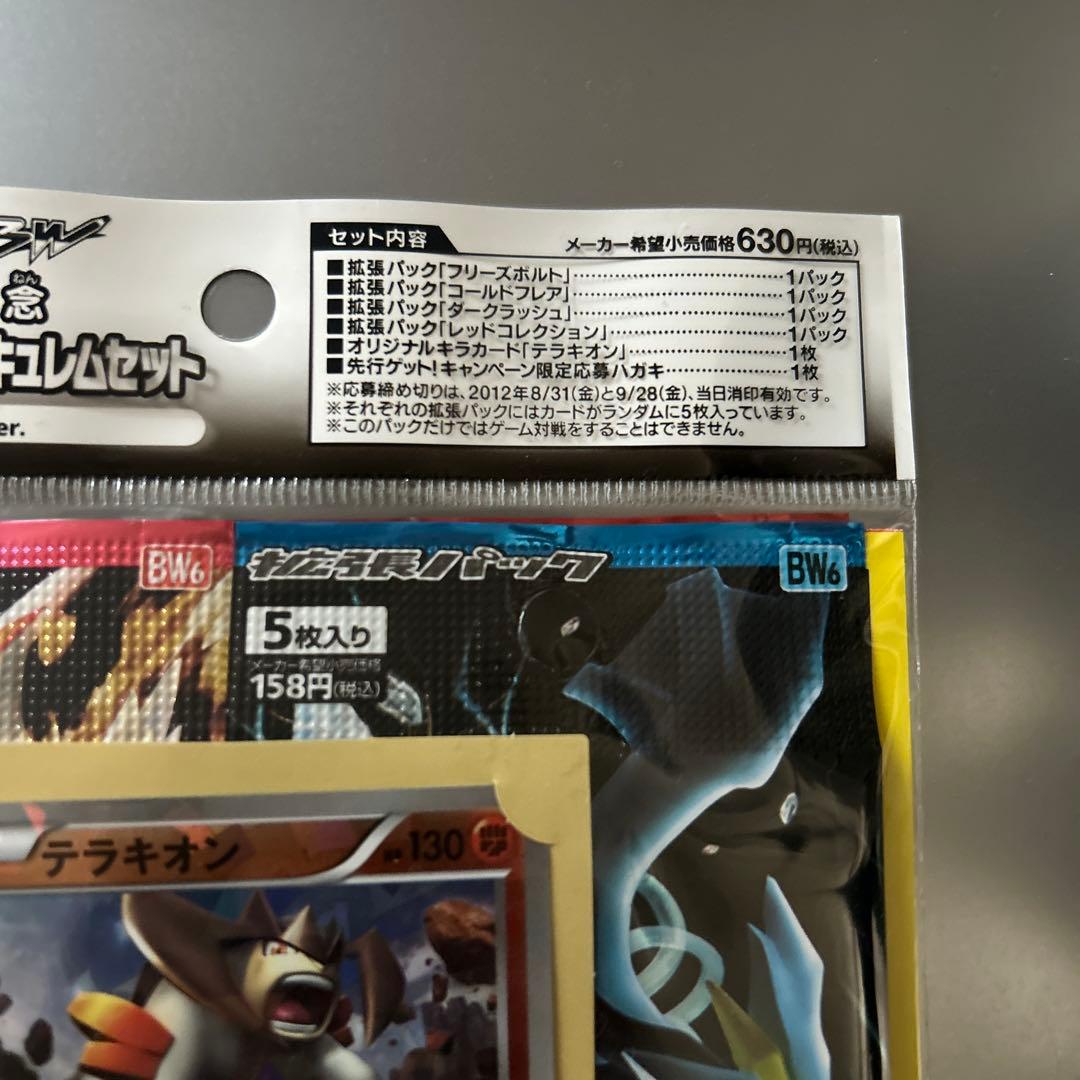 BW
ねん
念
キュレムセット
er.
セット内容
メーカー希望小売価格630円(税込)
■拡張パック「フリーズボルト」……1パック
■拡張パック「コールドフレア」……1パック
■拡張パック「ダークラッシュ」……1パック
■拡張パック「レッドコレクション」……1パック
■オリジナルキラカード「テラキオン」……1枚
■先行ゲット!キャンペーン限定応募ハガキ……1枚
※応募締め切りは、2012年8/31(金)と9/28(金)、当日消印有効です。
※それぞれの拡張パックにはカードがランダムに5枚入っています。
※このパックだけではゲーム対戦をすることはできません。
BW6
拡張パック
BW6
5枚入り
メーカー希望小売価格
158円(税込)
テラキオン
HP 130